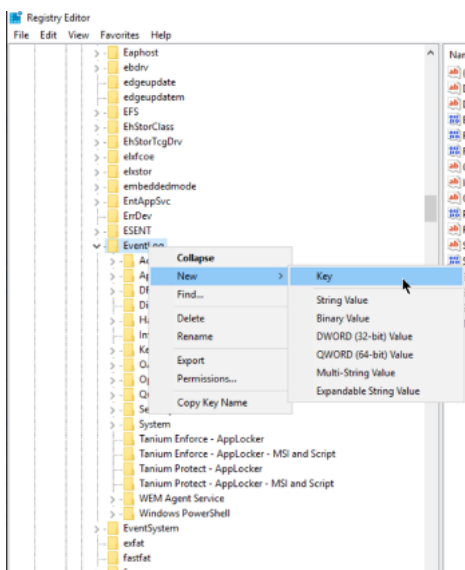 Registry Editor
File Edit View Favorites Help
Eaphost
ebdrv
edgeupdate
edgeupdatem
EFS
EhStorClass
EhStorTcgDrv
elxfcoe
elxstor
embeddedmode
EntAppSvc
ErrDev
ESENT
EventLog
Collapse
New
Find...
Delete
Rename
Export
Permissions...
Copy Key Name
Key
String Value
Binary Value
DWORD (32-bit) Value
QWORD (64-bit) Value
Multi-String Value
Expandable String Value
System
Tanium Enforce - AppLocker
Tanium Enforce - AppLocker - MSI and Script
Tanium Protect - AppLocker
Tanium Protect - AppLocker - MSI and Script
WEM Agent Service
Windows PowerShell
EventSystem
exfat
fastfat